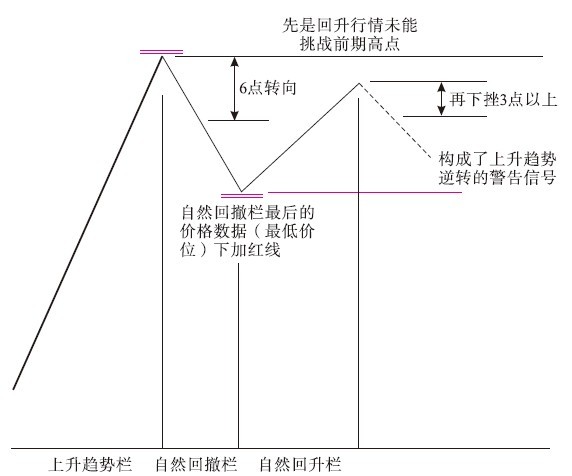 先是回升行情未能
挑战前期高点
6点转向
再下挫3点以上
构成了上升趋势
逆转的警告信号
自然回撤栏最后的
价格数据（最低价
位）下加红线
上升趋势栏
自然回撤栏
自然回升栏